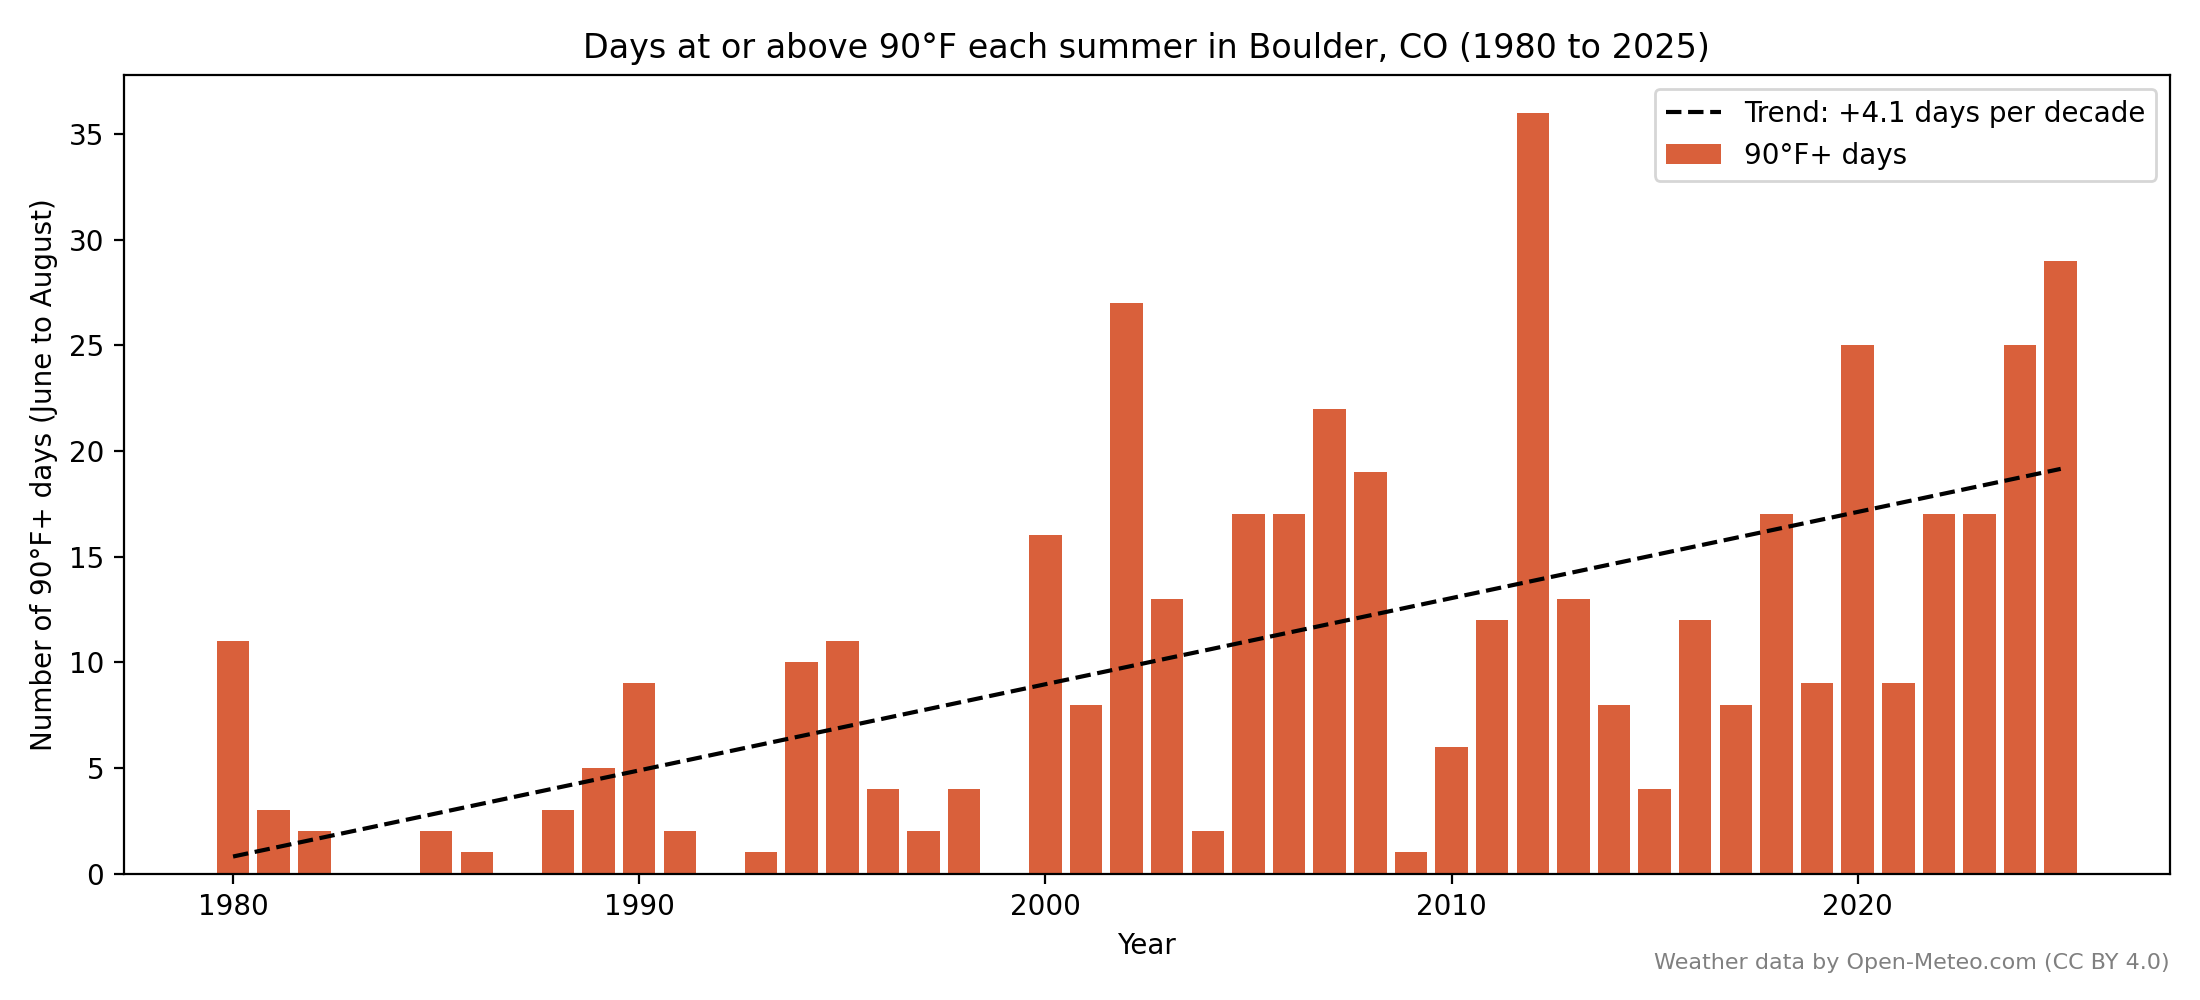 Days at or above 90°F each summer in Boulder, CO (1980 to 2025)
Trend: +4.1 days per decade
90°F+ days
Number of 90°F+ days (June to August)
35
30
25
20
15
10
5
0
1980 1990 2000 2010 2020
Year
Weather data by Open-Meteo.com (CC BY 4.0)